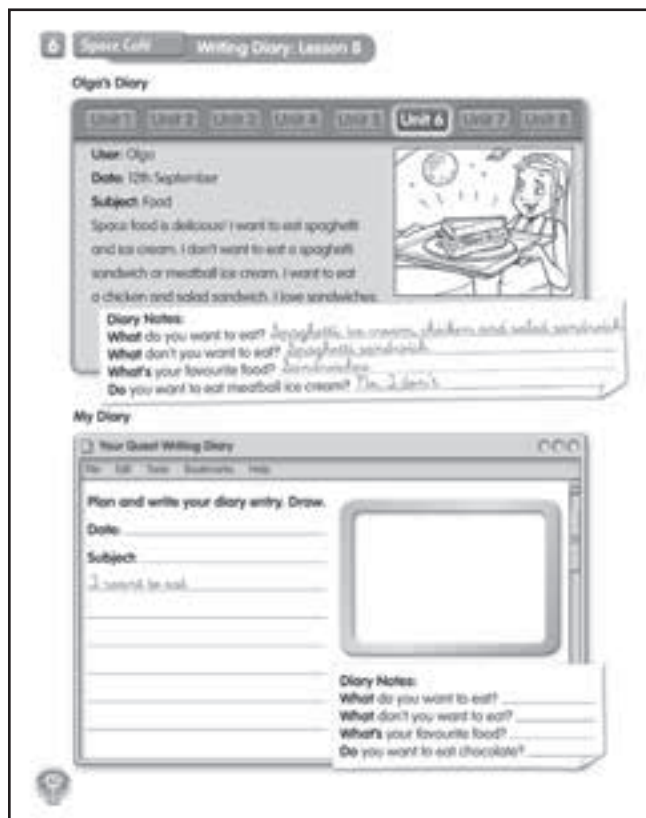 6 Space Café Writing Diary: Lesson 8
Olga's Diary
Unit 1 Unit 2 Unit 3 Unit 4 Unit 5 Unit 6 Unit 7 Unit 8
User: Olga
Date: 12th September
Subject: Food
Space food is delicious! I want to eat spaghetti
and ice cream. I don't want to eat a spaghetti
sandwich or meatball ice cream. I want to eat
a chicken and salad sandwich. I love sandwiches.
Diary Notes:
What do you want to eat? Spaghetti, ice cream, chicken and salad sandwich
What don't you want to eat? Spaghetti sandwich
What's your favourite food? Sandwiches
Do you want to eat meatball ice cream? No, I don't
My Diary
Your Quest Writing Diary
File Edit Tools Bookmarks Help
Plan and write your diary entry. Draw.
Date:
Subject:
I want to eat
Diary Notes:
What do you want to eat?
What don't you want to eat?
What's your favourite food?
Do you want to eat chocolate?